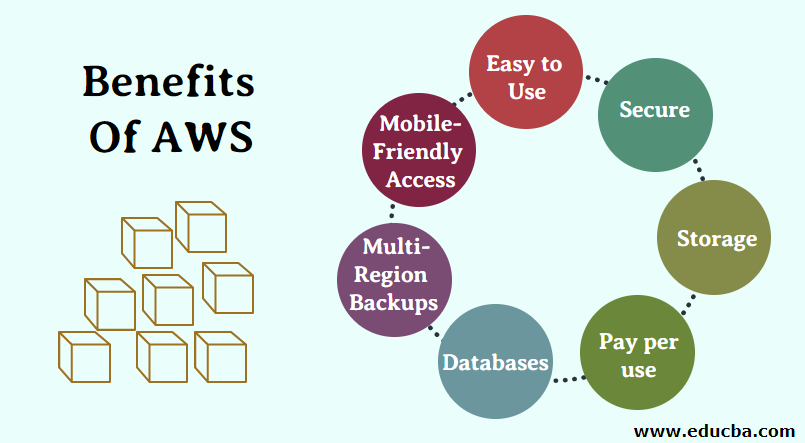 Benefits
Of AWS
Easy to
Use
Secure
Storage
Pay per
use
Databases
Multi-
Region
Backups
Mobile-
Friendly
Access
www.educba.com